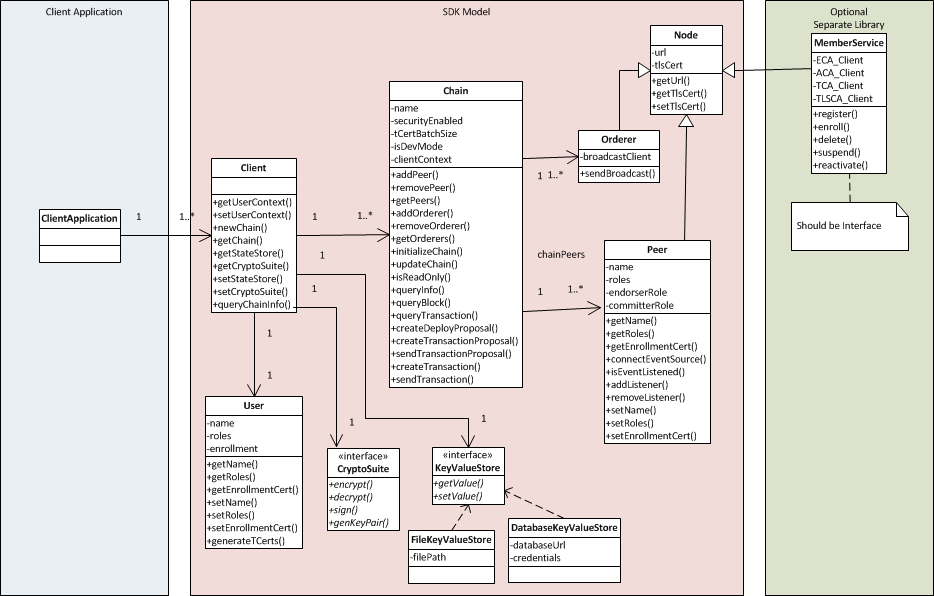 Client Application
SDK Model
Optional
Separate Library
Node
-url
-tlsCert
+getUrl()
+getTlsCert()
+setTlsCert()
MemberService
-ECA_Client
-ACA_Client
-TCA_Client
-TLSCA_Client
+register()
+enroll()
+delete()
+suspend()
+reactivate()
Should be Interface
Chain
-name
-securityEnabled
-tCertBatchSize
-isDevMode
-clientContext
+addPeer()
+removePeer()
+getPeers()
+addOrderer()
+removeOrderer()
+getOrderers()
+initializeChain()
+updateChain()
+isReadOnly()
+queryInfo()
+queryBlock()
+queryTransaction()
+createDeployProposal()
+createTransactionProposal()
+sendTransactionProposal()
+createTransaction()
+sendTransaction()
Orderer
-broadcastClient
+sendBroadcast()
1
1..*
Client
+getUserContext()
+setUserContext()
+newChain()
+getChain()
+getStateStore()
+getCryptoSuite()
+setStateStore()
+setCryptoSuite()
+queryChainInfo()
ClientApplication
1
1..*
1
1..*
1
1
chainPeers
1
1..*
Peer
-name
-roles
-endorserRole
-committerRole
+getName()
+getRoles()
+getEnrollmentCert()
+connectEventSource()
+isEventListened()
+addListener()
+removeListener()
+setName()
+setRoles()
+setEnrollmentCert()
1
1
User
-name
-roles
-enrollment
+getName()
+getRoles()
+getEnrollmentCert()
+setName()
+setRoles()
+setEnrollmentCert()
+generateTCerts()
1
«interface»
CryptoSuite
+encrypt()
+decrypt()
+sign()
+genKeyPair()
1
«interface»
KeyValueStore
+getValue()
+setValue()
FileKeyValueStore
-filePath
DatabaseKeyValueStore
-databaseUrl
-credentials